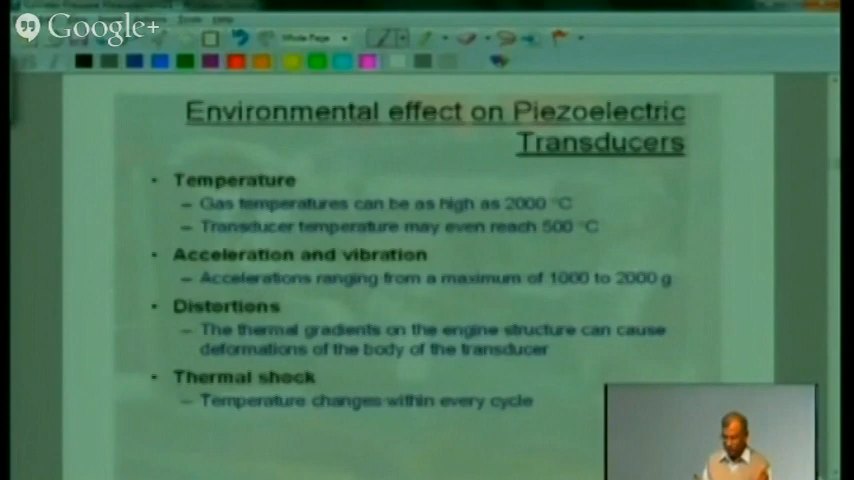 Google+
Whole Page
Environmental effect on Piezoelectric
Transducers
• Temperature
– Gas temperatures can be as high as 2000 °C
– Transducer temperature may even reach 500 °C
• Acceleration and vibration
– Accelerations ranging from a maximum of 1000 to 2000 g
• Distortions
– The thermal gradients on the engine structure can cause
deformations of the body of the transducer
• Thermal shock
– Temperature changes within every cycle